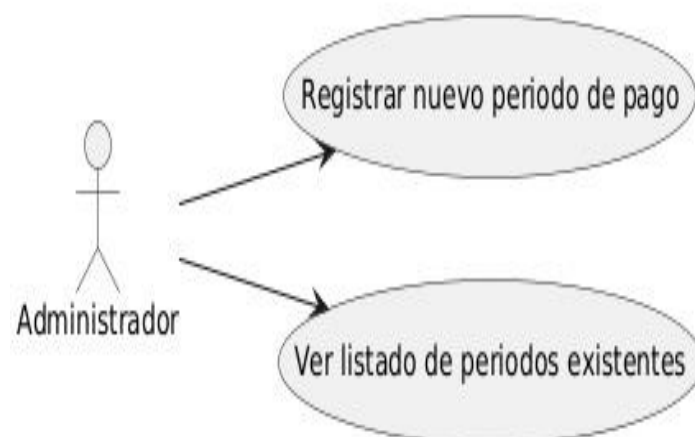 Registrar nuevo periodo de pago
Administrador
Ver listado de periodos existentes